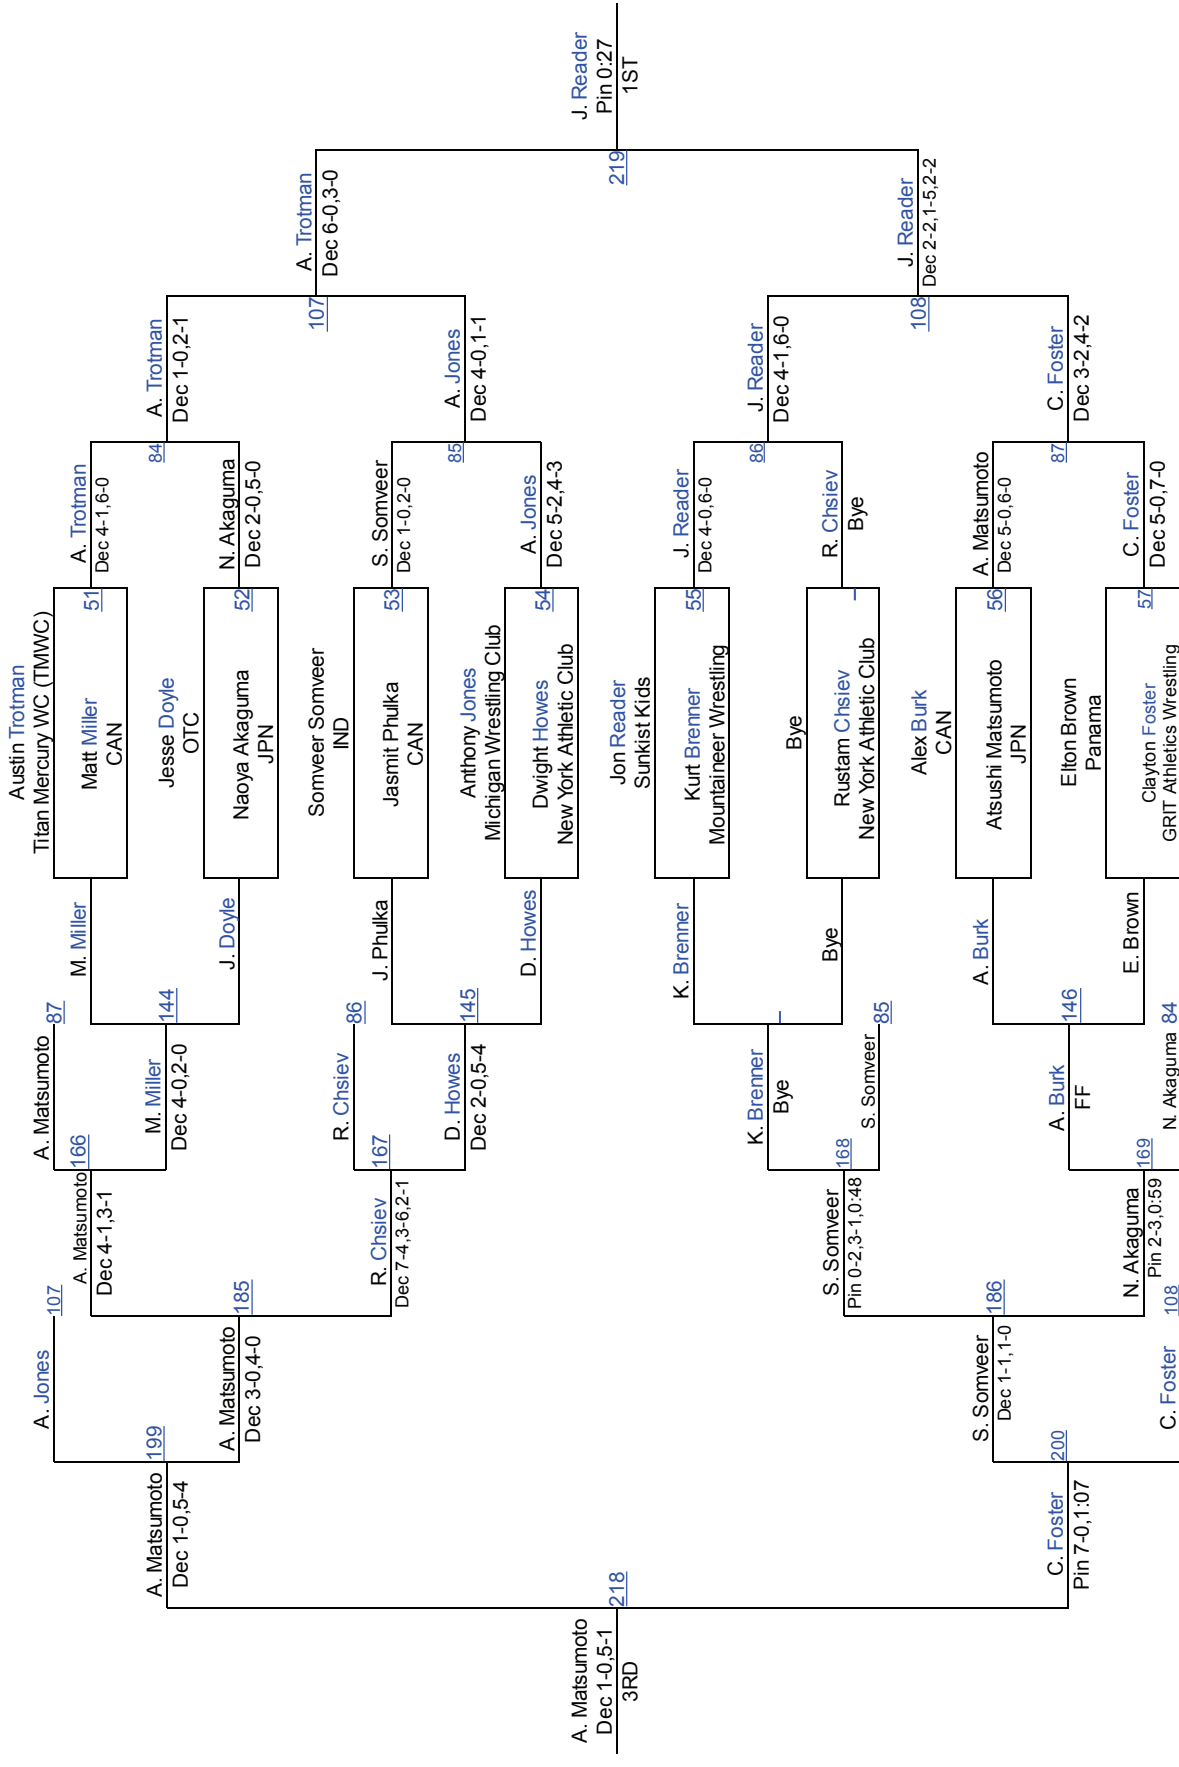 Austin Trotman
Titan Mercury WC (TMWC)
51
Matt Miller
CAN
Jesse Doyle
OTC
52
Naoya Akaguma
JPN
Somveer Somveer
IND
53
Jasmit Phulka
CAN
Anthony Jones
Michigan Wrestling Club
54
Dwight Howes
New York Athletic Club
Jon Reader
Sunkist Kids
55
Kurt Brenner
Mountaineer Wrestling
Bye
Rustam Chsiev
New York Athletic Club
Alex Burk
CAN
56
Atsushi Matsumoto
JPN
Elton Brown
Panama
57
Clayton Foster
GRIT Athletics Wrestling
A. Trotman
Dec 4-1,6-0
N. Akaguma
Dec 2-0,5-0
S. Somveer
Dec 1-0,2-0
A. Jones
Dec 5-2,4-3
J. Reader
Dec 4-0,6-0
R. Chsiev
Bye
A. Matsumoto
Dec 5-0,6-0
C. Foster
Dec 5-0,7-0
84
A. Trotman
Dec 1-0,2-1
85
A. Jones
Dec 4-0,1-1
86
J. Reader
Dec 4-1,6-0
87
C. Foster
Dec 3-2,4-2
107
A. Trotman
Dec 6-0,3-0
108
J. Reader
Dec 2-2,1-5,2-2
219
J. Reader
Pin 0:27
1ST
M. Miller
J. Doyle
J. Phulka
D. Howes
K. Brenner
Bye
A. Burk
E. Brown
A. Matsumoto 87
144
M. Miller
Dec 4-0,2-0
R. Chsiev 86
145
D. Howes
Dec 2-0,5-4
K. Brenner
Bye
S. Somveer 85
146
A. Burk
FF
N. Akaguma 84
166
A. Matsumoto
Dec 4-1,3-1
167
R. Chsiev
Dec 7-4,3-6,2-1
168
S. Somveer
Pin 0-2,3-1,0:48
169
N. Akaguma
Pin 2-3,0:59
A. Jones 107
185
A. Matsumoto
Dec 3-0,4-0
186
S. Somveer
Dec 1-1,1-0
C. Foster 108
199
A. Matsumoto
Dec 1-0,5-4
200
C. Foster
Pin 7-0,1:07
218
A. Matsumoto
Dec 1-0,5-1
3RD